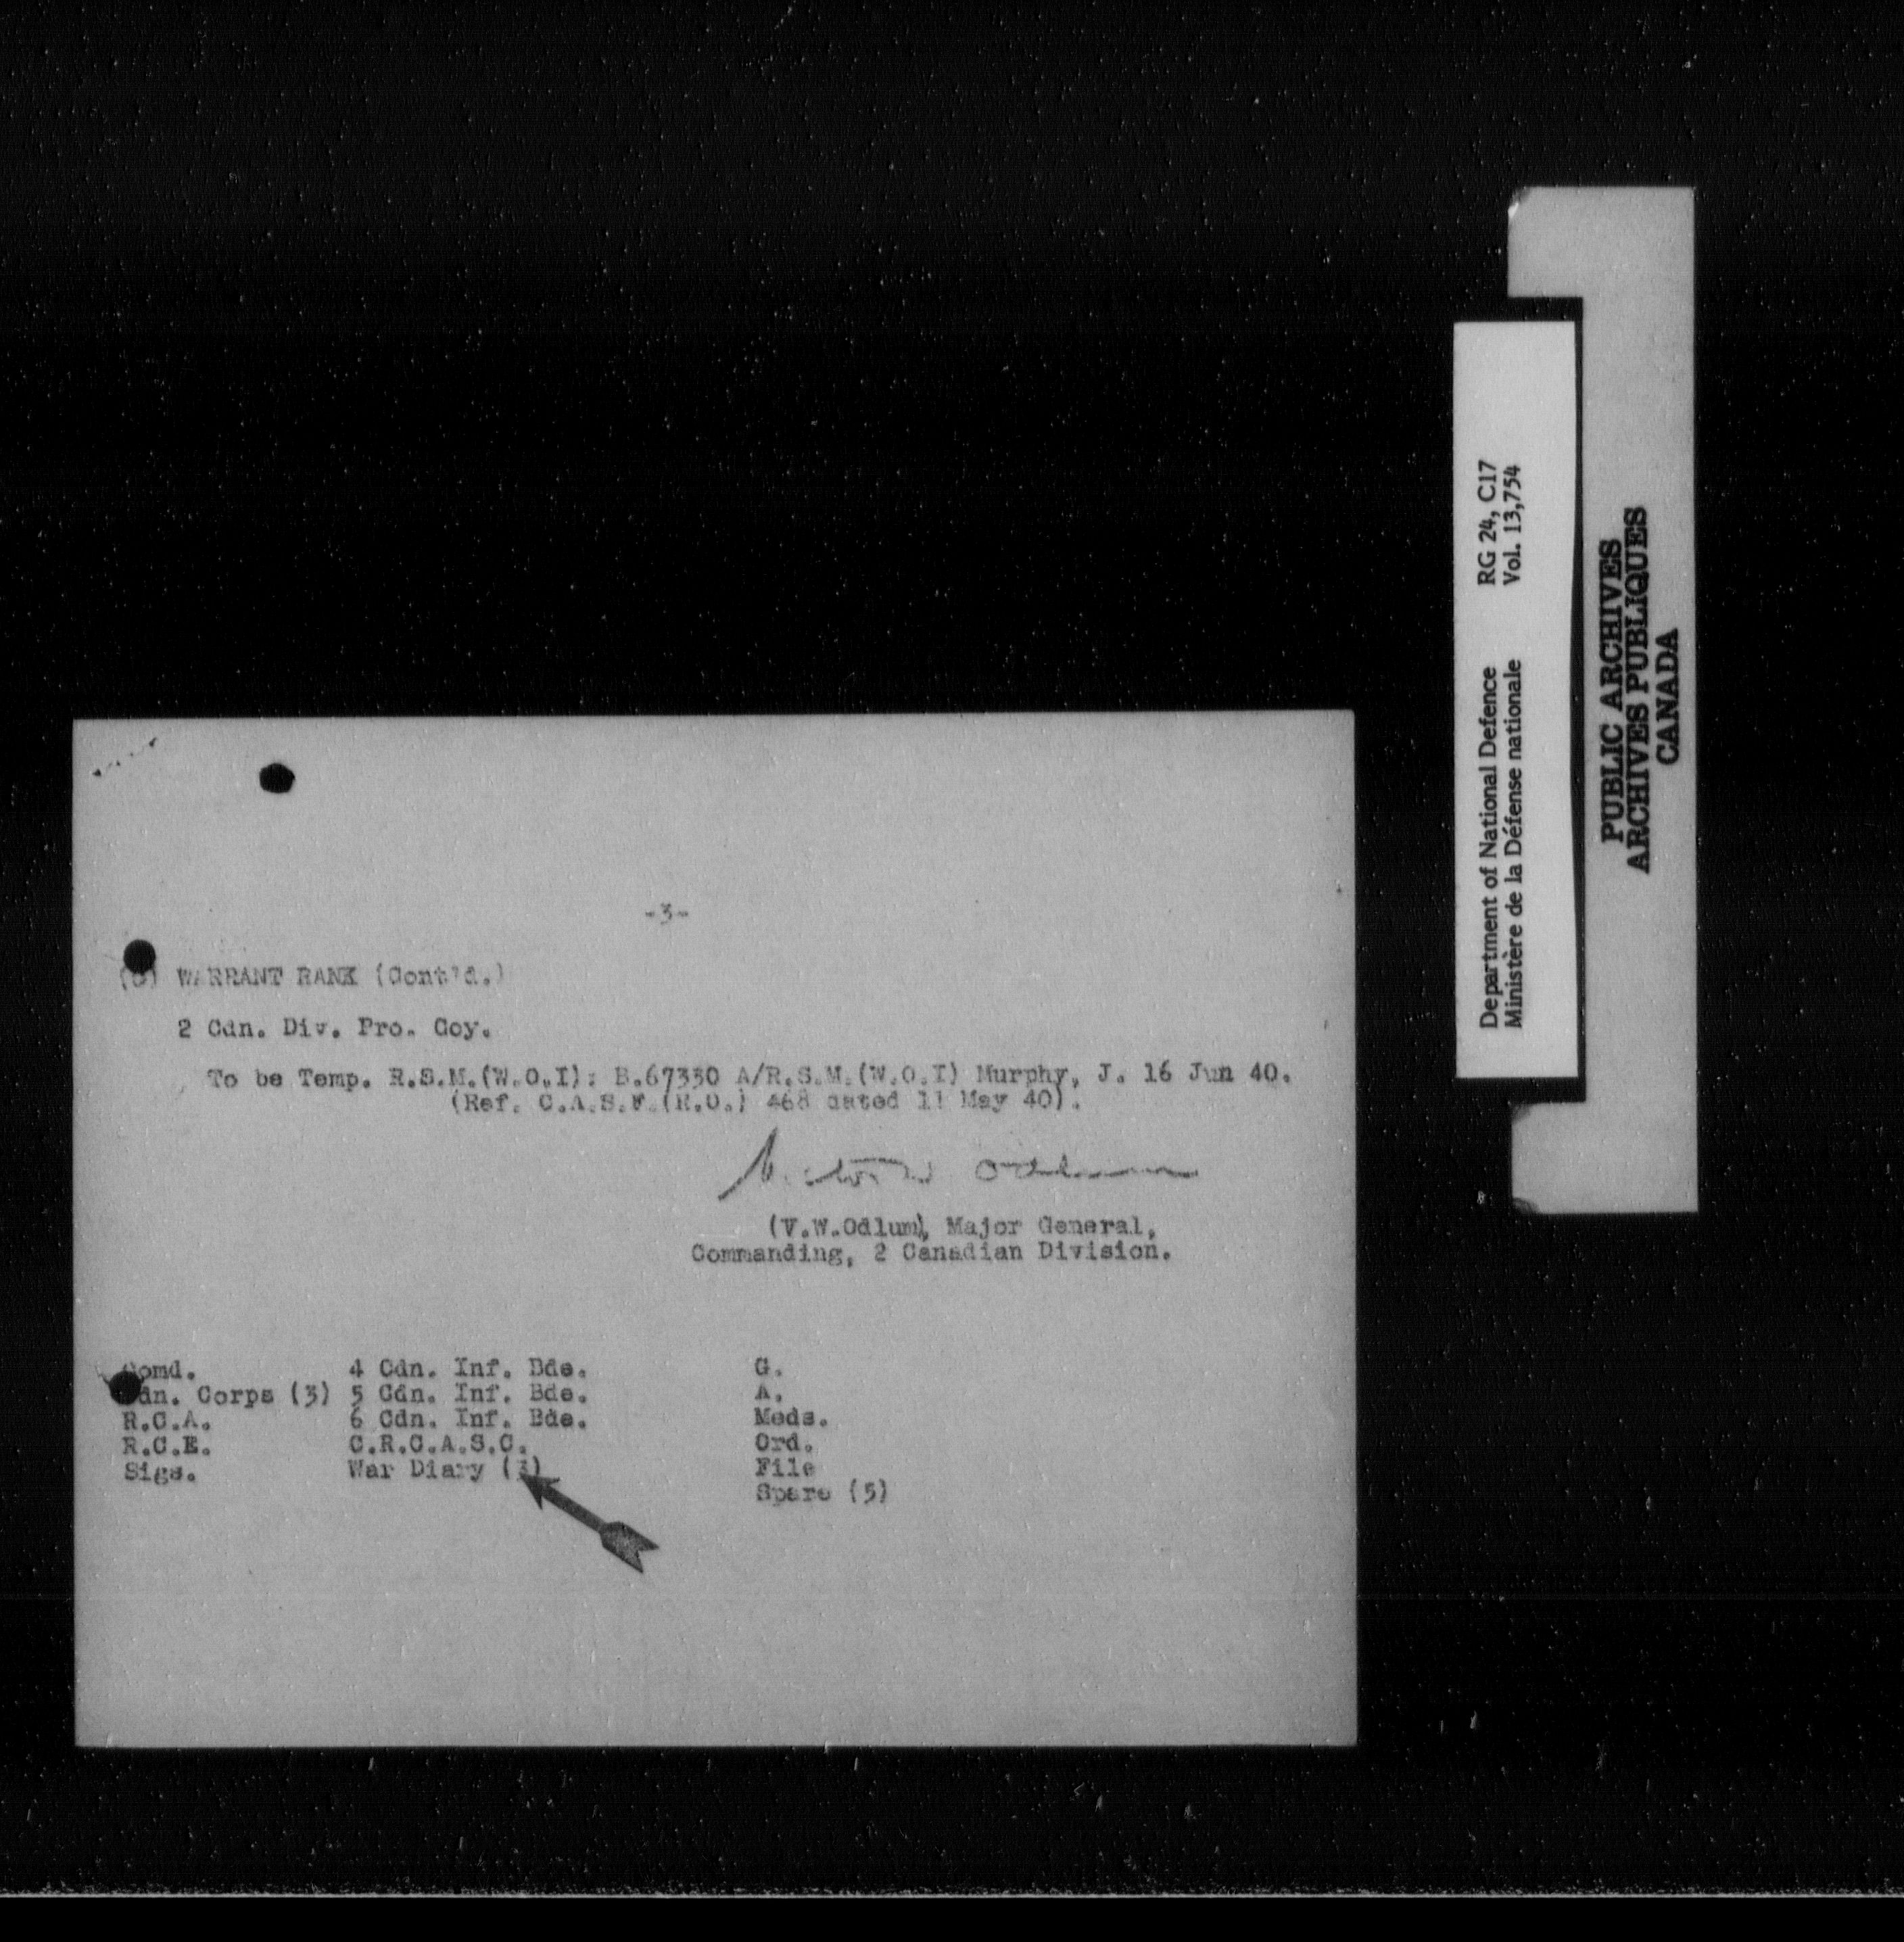 -3-
(c) WARRANT RANK (Cont'd.)
2 Cdn. Div. Pro. Coy.
To be Temp. R.S.M.(W.O.I): B.67330 A/R.S.M.(W.O.I) Murphy, J. 16 Jun 40.
(Ref. C.A.S.F.(R.O.) 468 dated 11 May 40).
Victor W Odlum
(V.W.Odlum), Major General,
Commanding, 2 Canadian Division.
Comd. 4 Cdn. Inf. Bde. G.
Cdn. Corps (3) 5 Cdn. Inf. Bde. A.
R.C.A. 6 Cdn. Inf. Bde. Meds.
R.C.E. C.R.C.A.S.C. Ord.
Sigs. War Diary (3) File
Spare (5)
Department of National Defence RG 24, C17
Ministère de la Défense nationale Vol. 13,754
PUBLIC ARCHIVES
ARCHIVES PUBLIQUES
CANADA